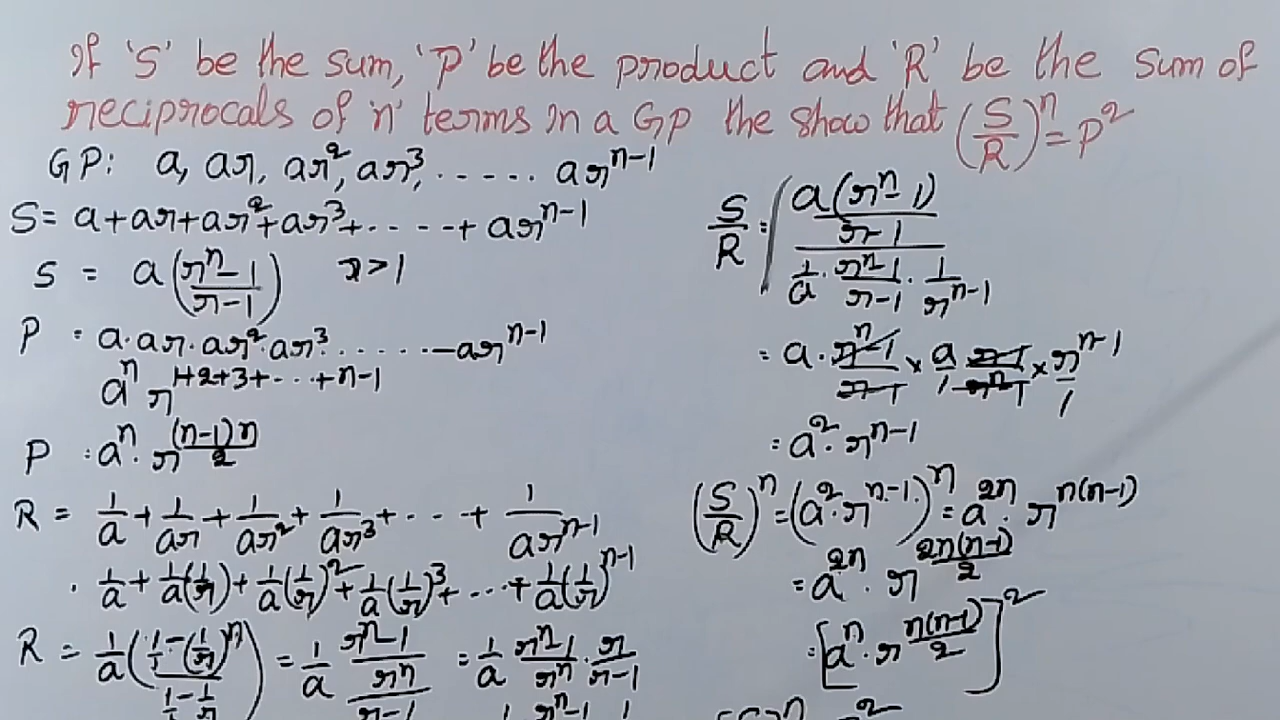 If 'S' be the sum, 'P' be the product and 'R' be the sum of
reciprocals of 'n' terms in a GP the show that (S/R)^n = P^2
GP: a, ar, ar^2, ar^3, ...... ar^(n-1)
S = a+ar+ar^2+ar^3+.....+ ar^(n-1)
S = a((r^n-1)/(r-1)) r>1
P = a.ar.ar^2.ar^3.......-ar^(n-1)
a^n r^(1+2+3+...+n-1)
P = a^n . r^((n-1)n/2)
R = 1/a + 1/ar + 1/ar^2 + 1/ar^3 + ... + 1/ar^(n-1)
. 1/a + 1/a(1/r) + 1/a(1/r)^2 + 1/a(1/r)^3 + ... + 1/a(1/r)^(n-1)
R = 1/a((1/1-(1/r)^n)/(1/1-1/r)) = 1/a ((r^n-1)/r^n)/((r-1 = 1/a (r^n-1)/r^n . r/(r-1)
S/R = (a(r^n-1)/(r-1))/(1/a . (r^n-1)/(r-1) . 1/r^(n-1))
= a . (r^n-1)/(r-1) × a/1 (r-1)/(r^n-1) × r^(n-1)/1
= a^2 . r^(n-1)
(S/R)^n = (a^2 . r^(n-1))^n = a^(2n) . r^(n(n-1))
= a^(2n) . r^(2n(n-1)/2)
= [a^n . r^(n(n-1)/2)]^2